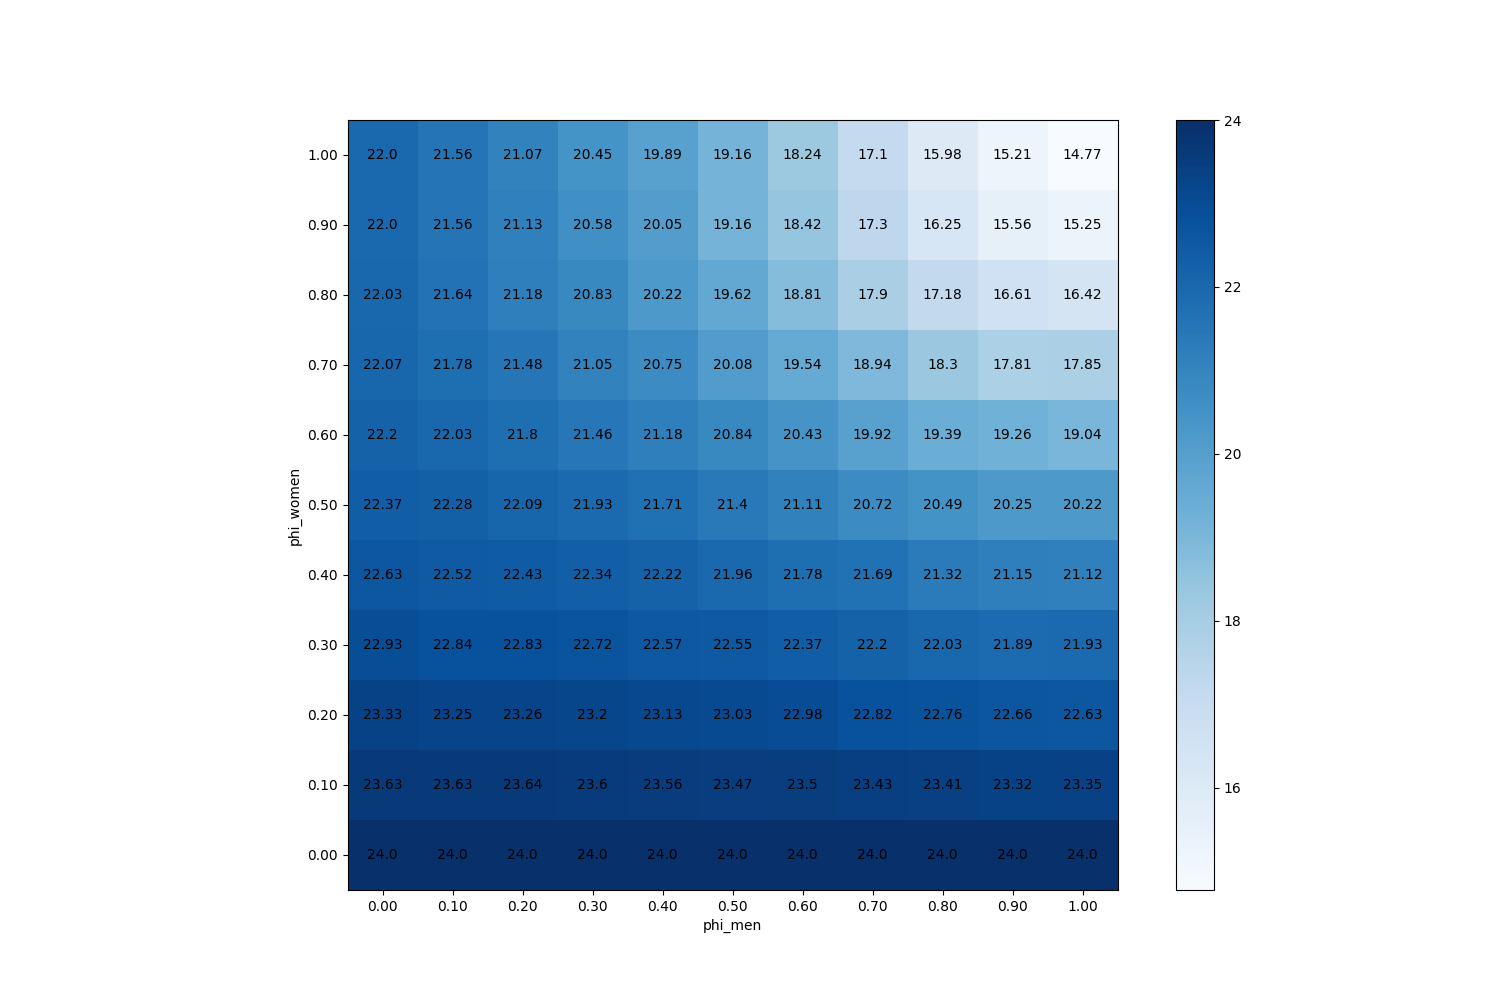 24
1.00 22.0 21.56 21.07 20.45 19.89 19.16 18.24 17.1 15.98 15.21 14.77
0.90 22.0 21.56 21.13 20.58 20.05 19.16 18.42 17.3 16.25 15.56 15.25
0.80 22.03 21.64 21.18 20.83 20.22 19.62 18.81 17.9 17.18 16.61 16.42
22
0.70 22.07 21.78 21.48 21.05 20.75 20.08 19.54 18.94 18.3 17.81 17.85
0.60 22.2 22.03 21.8 21.46 21.18 20.84 20.43 19.92 19.39 19.26 19.04
20
phi_women
0.50 22.37 22.28 22.09 21.93 21.71 21.4 21.11 20.72 20.49 20.25 20.22
0.40 22.63 22.52 22.43 22.34 22.22 21.96 21.78 21.69 21.32 21.15 21.12
18
0.30 22.93 22.84 22.83 22.72 22.57 22.55 22.37 22.2 22.03 21.89 21.93
0.20 23.33 23.25 23.26 23.2 23.13 23.03 22.98 22.82 22.76 22.66 22.63
0.10 23.63 23.63 23.64 23.6 23.56 23.47 23.5 23.43 23.41 23.32 23.35
16
0.00 24.0 24.0 24.0 24.0 24.0 24.0 24.0 24.0 24.0 24.0 24.0
0.00 0.10 0.20 0.30 0.40 0.50 0.60 0.70 0.80 0.90 1.00
phi_men